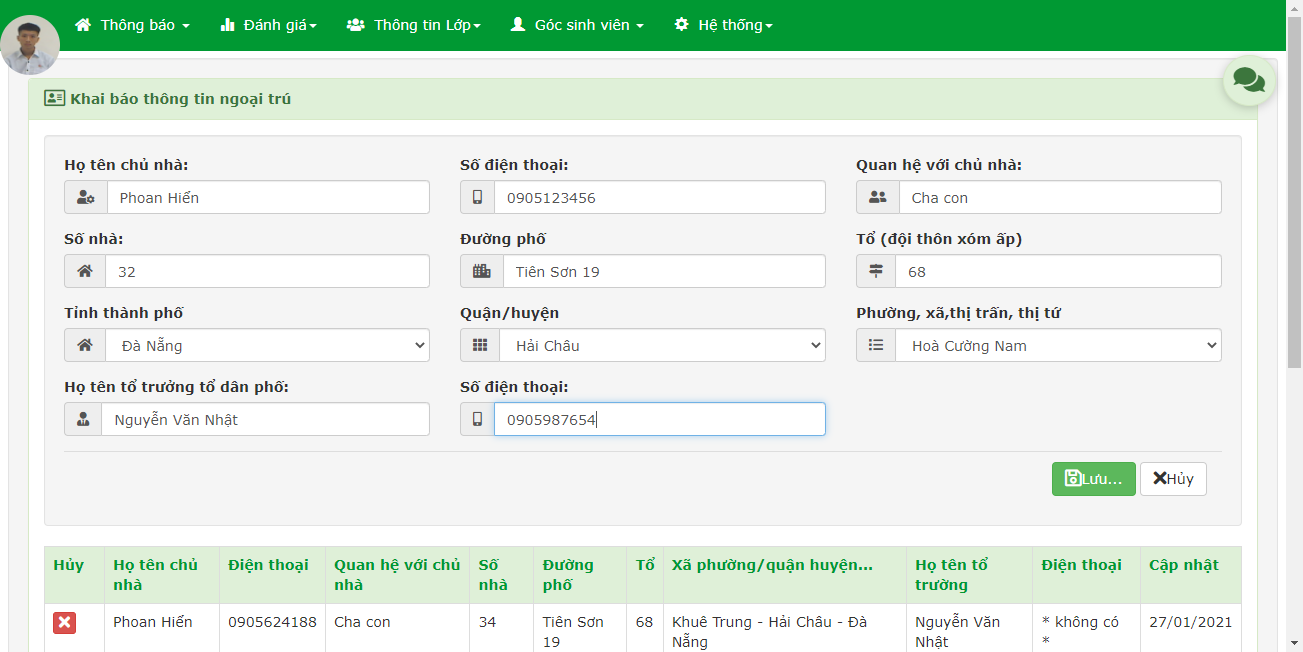 Thông báo Đánh giá Thông tin Lớp Góc sinh viên Hệ thống
Khai báo thông tin ngoại trú
Họ tên chủ nhà: Số điện thoại: Quan hệ với chủ nhà:
Phoan Hiển 0905123456 Cha con
Số nhà: Đường phố Tổ (đội thôn xóm ấp)
32 Tiên Sơn 19 68
Tỉnh thành phố Quận/huyện Phường, xã,thị trấn, thị tứ
Đà Nẵng Hải Châu Hoà Cường Nam
Họ tên tổ trưởng tổ dân phố: Số điện thoại:
Nguyễn Văn Nhật 0905987654
Lưu... Hủy
Hủy Họ tên chủ Điện thoại Quan hệ với chủ Số Đường Tổ Xã phường/quận huyện... Họ tên tổ Điện thoại Cập nhật
nhà nhà nhà phố trưởng
Phoan Hiển 0905624188 Cha con 34 Tiên Sơn 68 Khuê Trung - Hải Châu - Đà Nguyễn Văn * không có 27/01/2021
19 Nẵng Nhật *